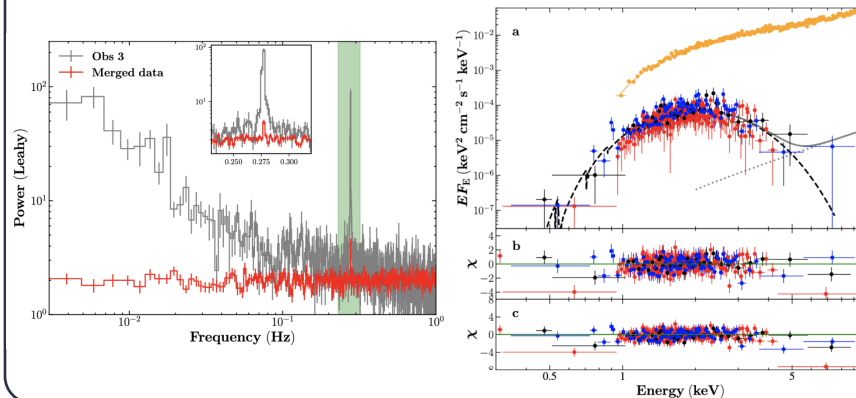 Obs 3
Merged data
10²
10¹
0.250 0.275 0.300
10²
10¹
10⁰
10⁻² 10⁻¹ 10⁰
Power (Leahy)
Frequency (Hz)
a
10⁻²
10⁻³
10⁻⁴
10⁻⁵
10⁻⁶
10⁻⁷
EF_E (keV² cm⁻² s⁻¹ keV⁻¹)
b
4
2
0
−2
−4
χ
c
4
0
−4
χ
0.5 1 5
Energy (keV)